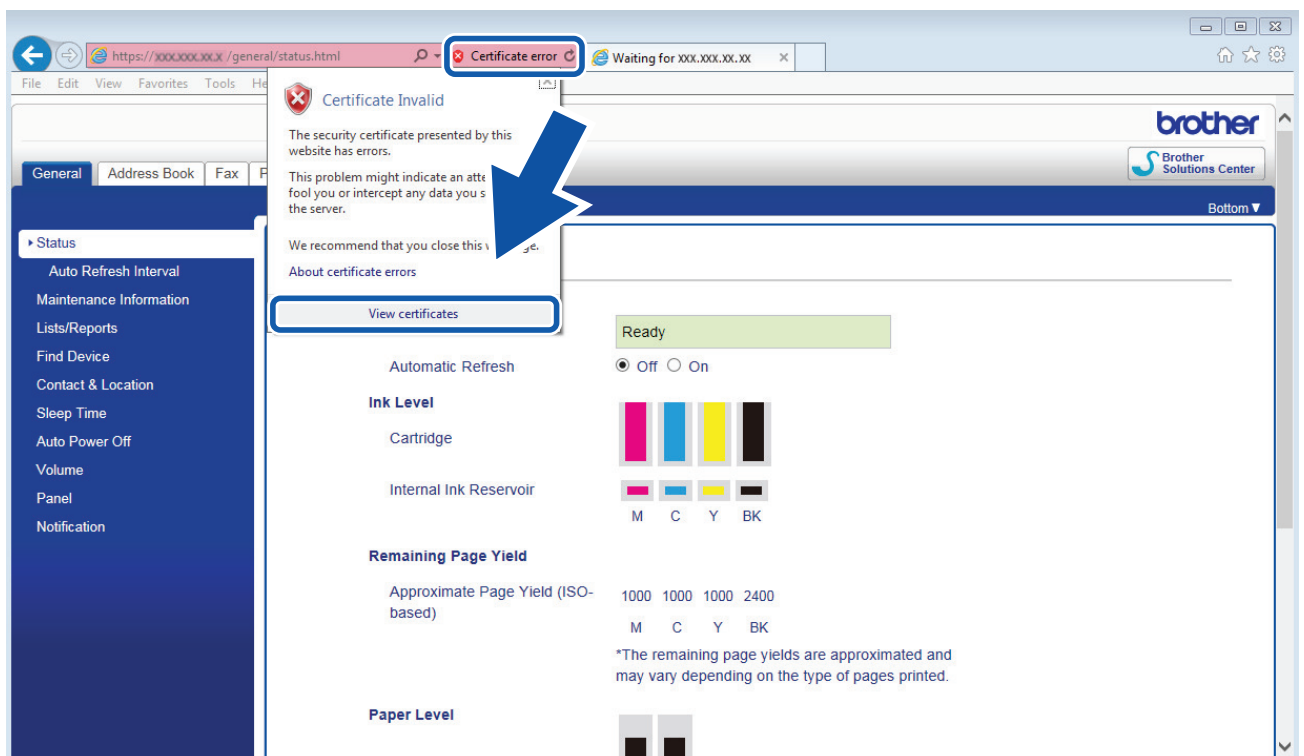 https://xxx.xxx.xx.x /general/status.html
Certificate error
Waiting for xxx.xxx.xx.xx
File Edit View Favorites Tools He
Certificate Invalid
The security certificate presented by this
website has errors.
This problem might indicate an atte
fool you or intercept any data you s
the server.
We recommend that you close this
About certificate errors
View certificates
brother
Brother
Solutions Center
General Address Book Fax P
Bottom▼
Status
Auto Refresh Interval
Maintenance Information
Lists/Reports
Find Device
Contact & Location
Sleep Time
Auto Power Off
Volume
Panel
Notification
Ready
Automatic Refresh Off On
Ink Level
Cartridge
Internal Ink Reservoir
M C Y BK
Remaining Page Yield
Approximate Page Yield (ISO-
based)
1000 1000 1000 2400
M C Y BK
*The remaining page yields are approximated and
may vary depending on the type of pages printed.
Paper Level